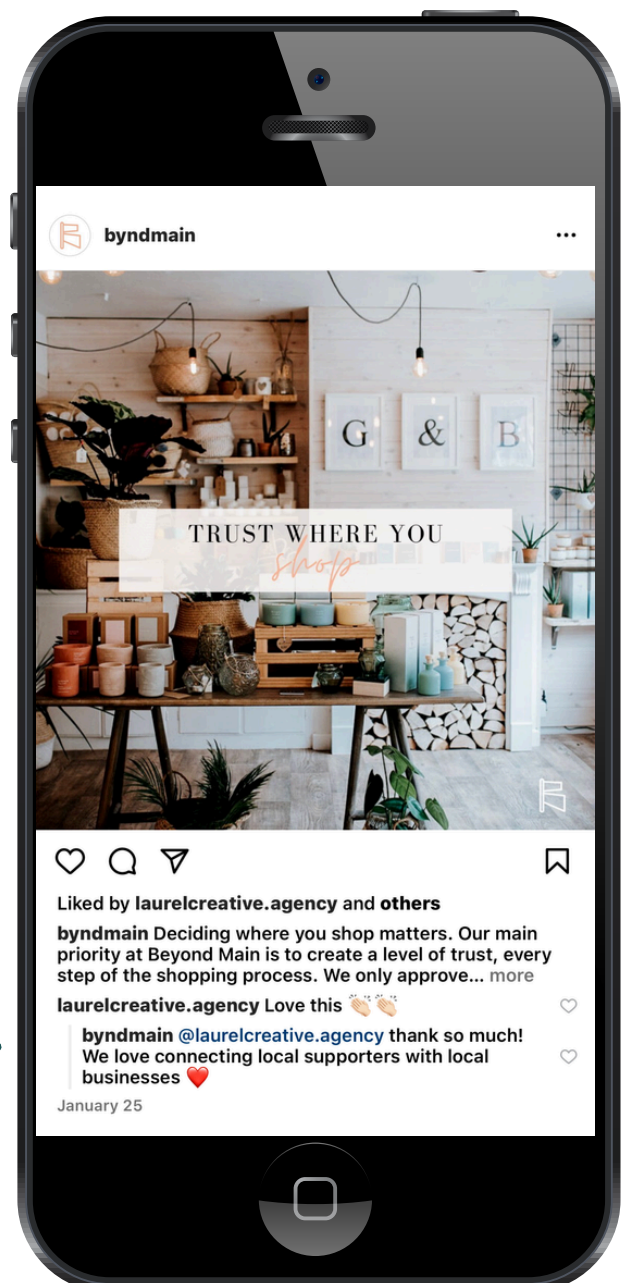 byndmain
G & B
TRUST WHERE YOU
shop
Liked by laurelcreative.agency and others
byndmain Deciding where you shop matters. Our main
priority at Beyond Main is to create a level of trust, every
step of the shopping process. We only approve... more
laurelcreative.agency Love this 👏🏻👏🏻
byndmain @laurelcreative.agency thank so much!
We love connecting local supporters with local
businesses ❤️
January 25